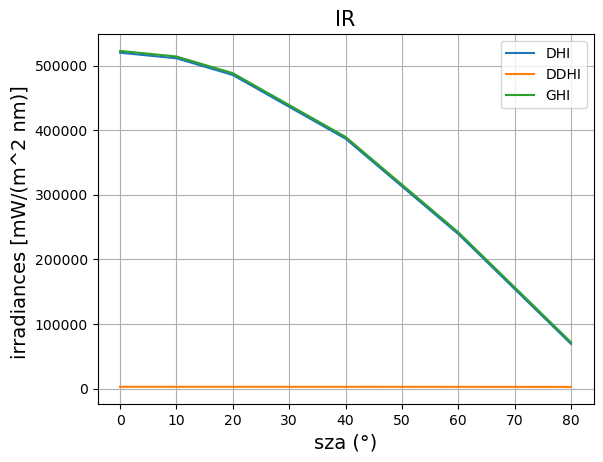 IR
irradiances [mW/(m^2 nm)]
500000
400000
300000
200000
100000
0
DHI
DDHI
GHI
0 10 20 30 40 50 60 70 80
sza (°)